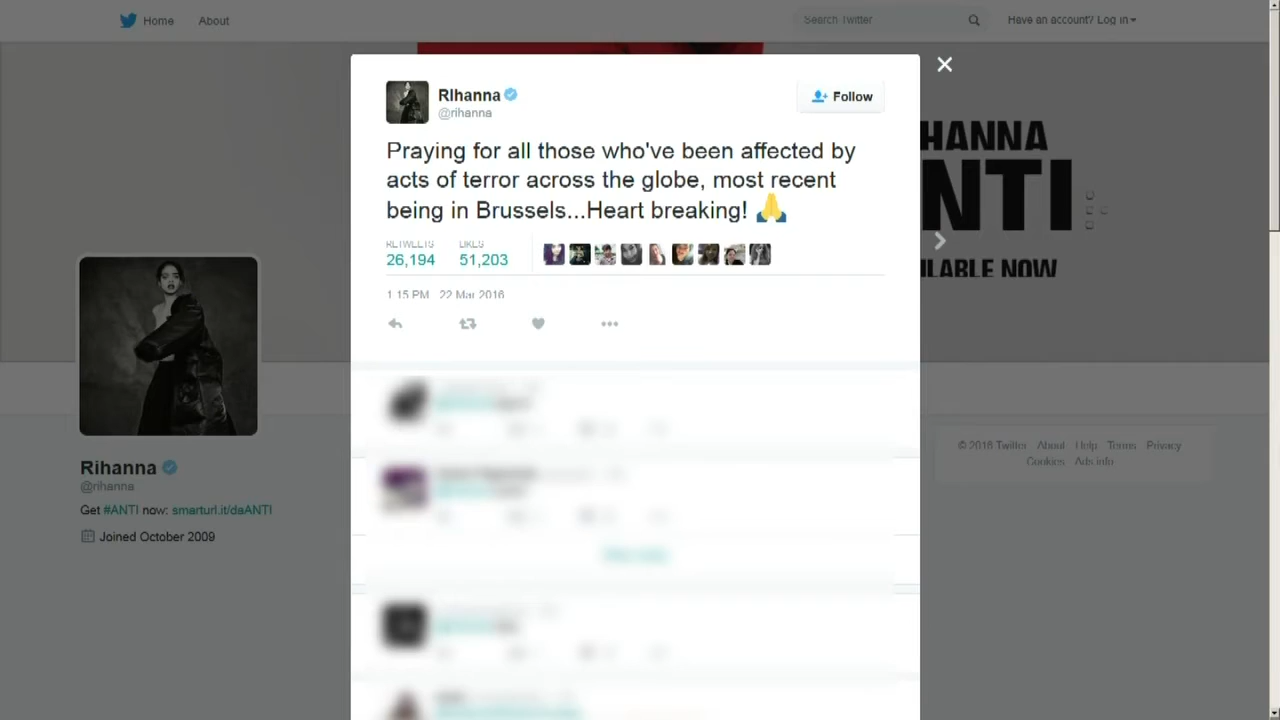 Home About Search Twitter Have an account? Log in
Rihanna
@rihanna
Follow
Praying for all those who've been affected by
acts of terror across the globe, most recent
being in Brussels...Heart breaking! 🙏
RETWEETS LIKES
26,194 51,203
1:15 PM 22 Mar 2016
HANNA
NTI
ILABLE NOW
Rihanna
@rihanna
Get #ANTI now: smarturl.it/daANTI
Joined October 2009
© 2016 Twitter About Help Terms Privacy
Cookies Ads info